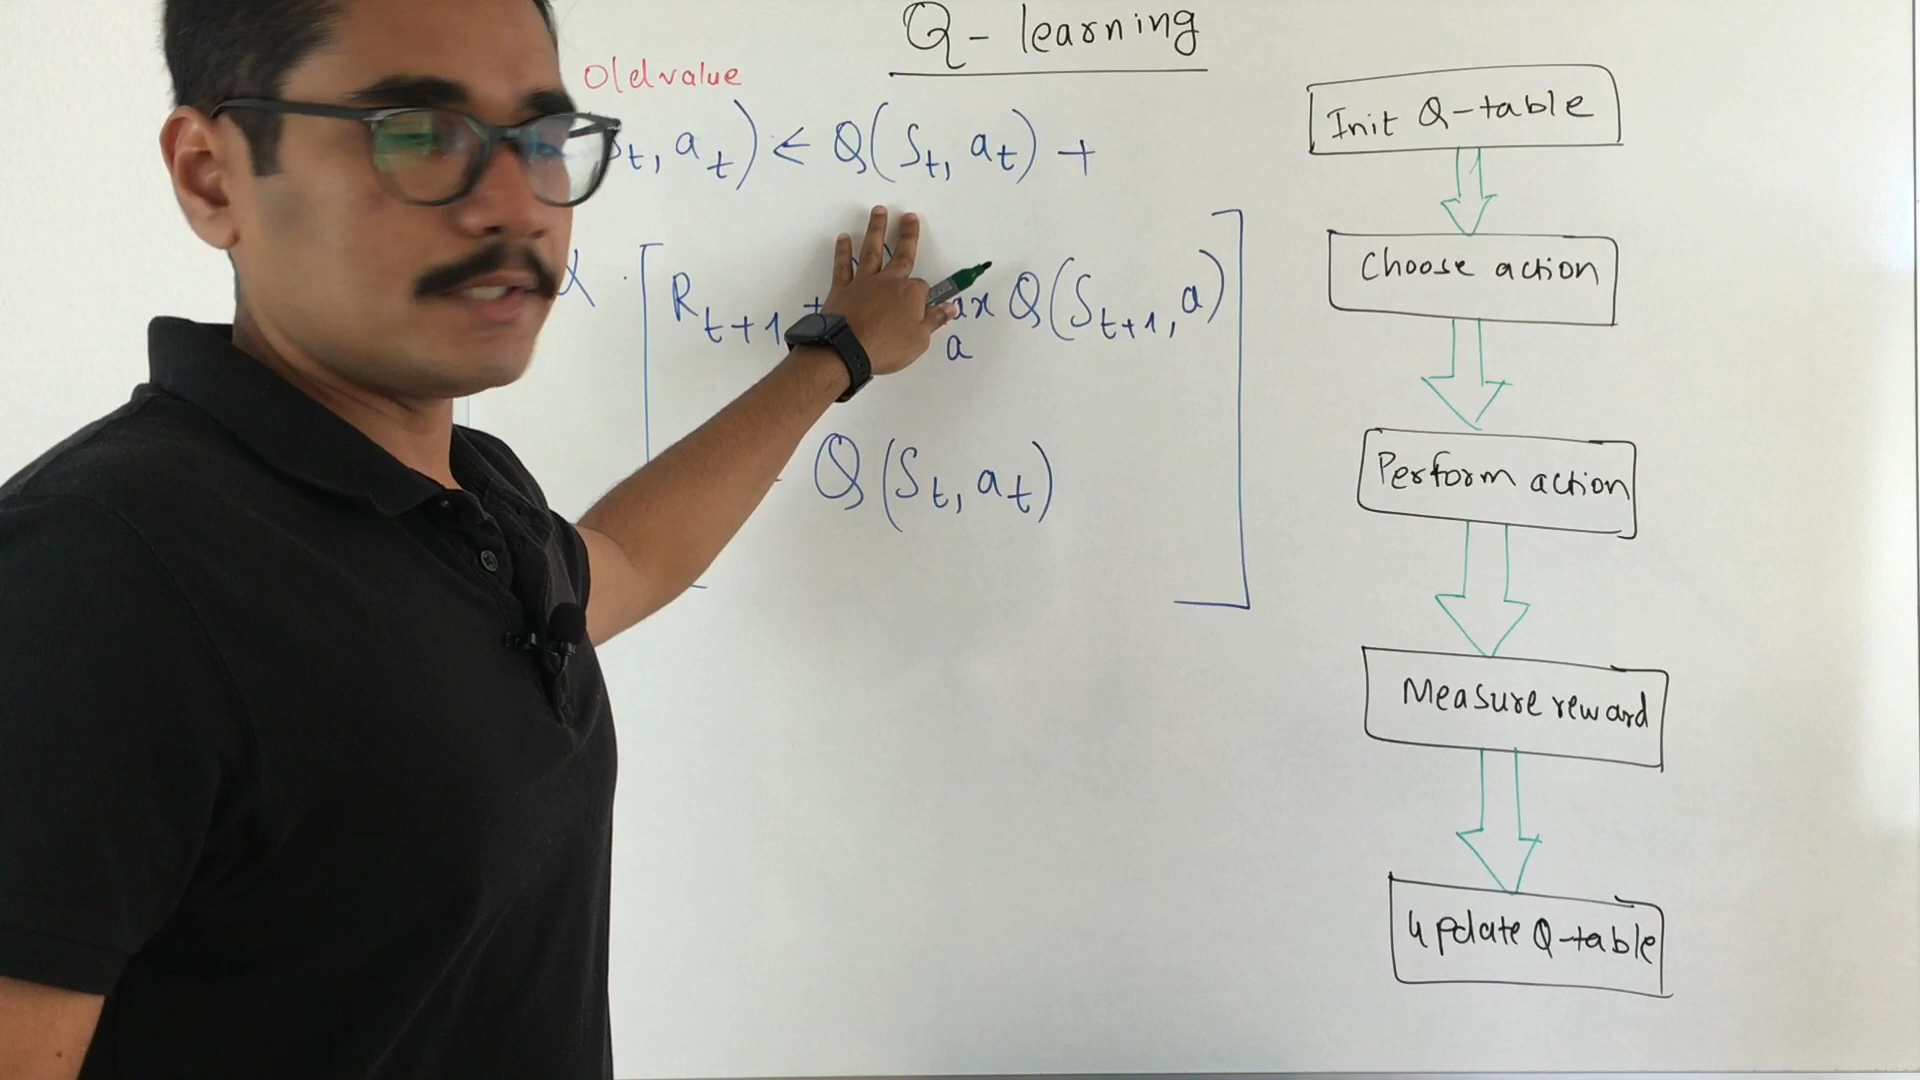 Q- learning
Old value
t, at) ← Q(St, at) +
α · [Rt+1 + ax Q(St+1, a)
a
Q(St, at)]
Init Q-table
Choose action
Perform action
Measure reward
Update Q-table